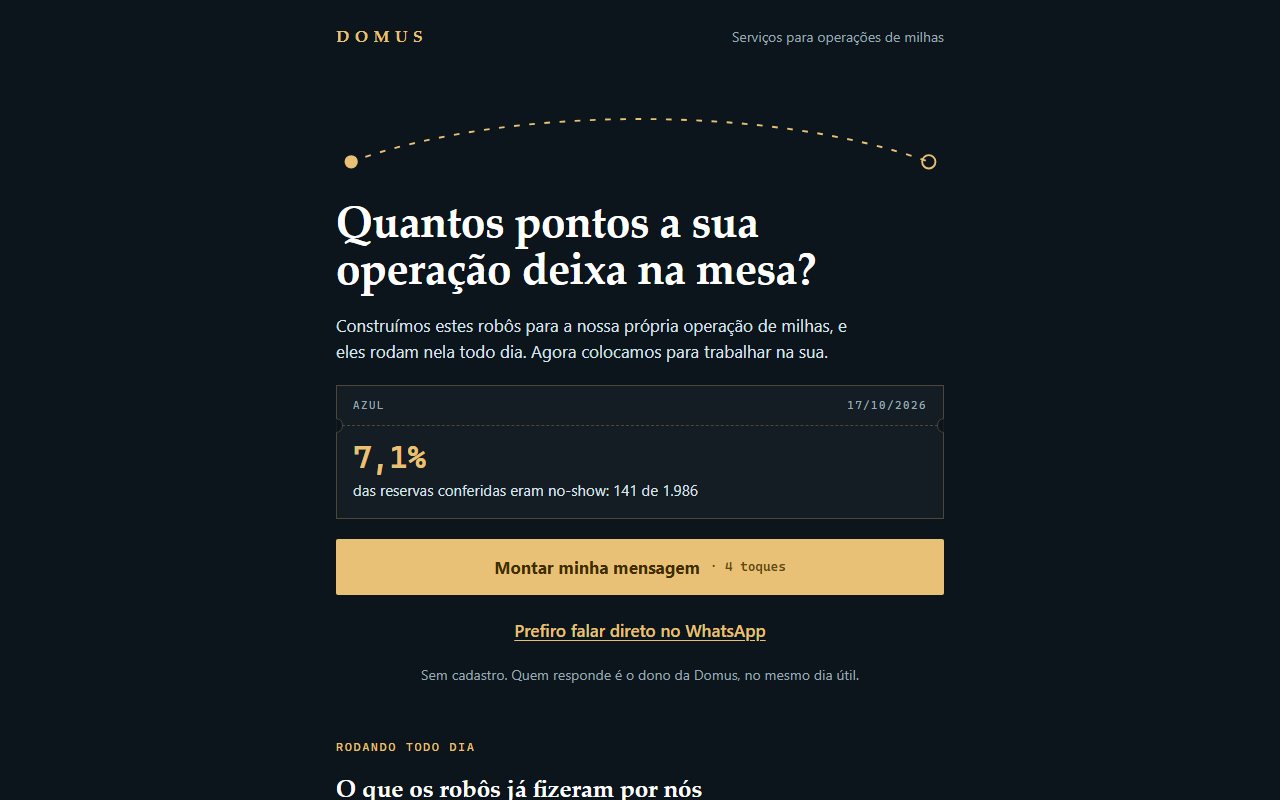 DOMUS
Serviços para operações de milhas
Quantos pontos a sua
operação deixa na mesa?
Construímos estes robôs para a nossa própria operação de milhas, e
eles rodam nela todo dia. Agora colocamos para trabalhar na sua.
AZUL
17/10/2026
7,1%
das reservas conferidas eram no-show: 141 de 1.986
Montar minha mensagem · 4 toques
Prefiro falar direto no WhatsApp
Sem cadastro. Quem responde é o dono da Domus, no mesmo dia útil.
RODANDO TODO DIA
O que os robôs já fizeram por nós